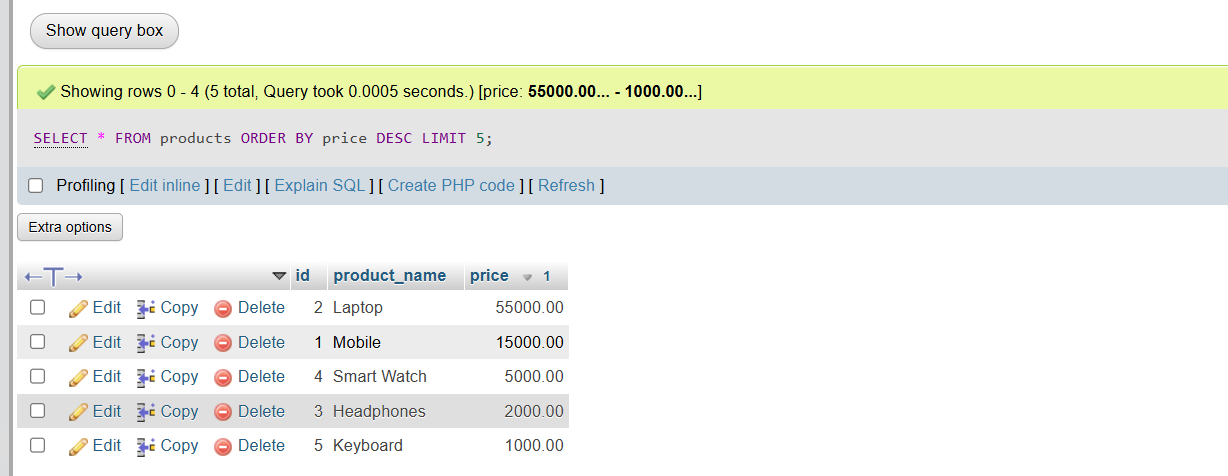 Show query box
Showing rows 0 - 4 (5 total, Query took 0.0005 seconds.) [price: 55000.00... - 1000.00...]
SELECT * FROM products ORDER BY price DESC LIMIT 5;
Profiling [ Edit inline ] [ Edit ] [ Explain SQL ] [ Create PHP code ] [ Refresh ]
Extra options
←T→ id product_name price 1
Edit Copy Delete 2 Laptop 55000.00
Edit Copy Delete 1 Mobile 15000.00
Edit Copy Delete 4 Smart Watch 5000.00
Edit Copy Delete 3 Headphones 2000.00
Edit Copy Delete 5 Keyboard 1000.00